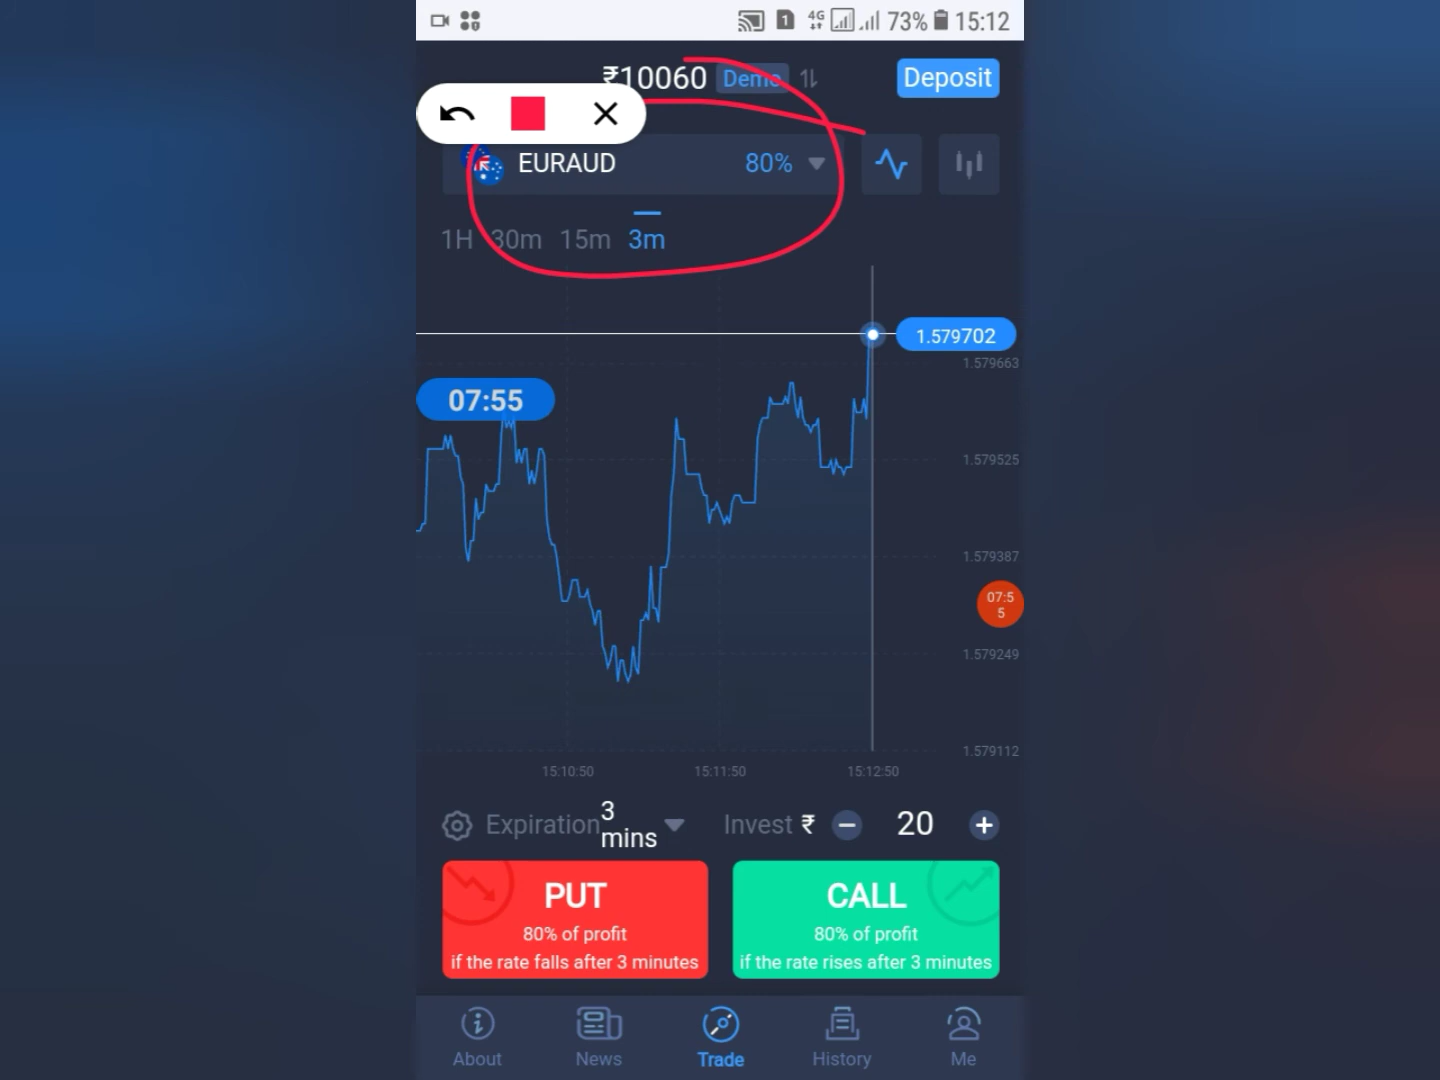 1 4G 73% 15:12
₹10060 Demo Deposit
EURAUD 80%
1H 30m 15m 3m
1.579702
1.579663
07:55
1.579525
1.579387
07:5
5
1.579249
1.579112
15:10:50 15:11:50 15:12:50
Expiration 3 mins Invest ₹ 20
PUT
80% of profit
if the rate falls after 3 minutes
CALL
80% of profit
if the rate rises after 3 minutes
About News Trade History Me